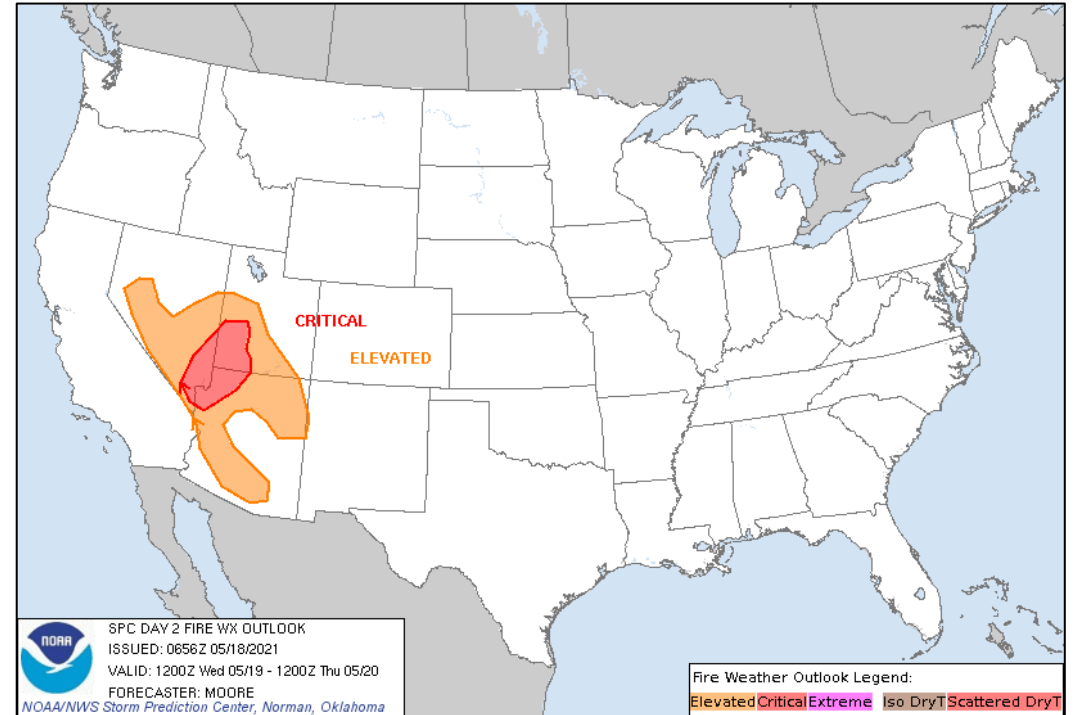 CRITICAL
ELEVATED
NOAA
SPC DAY 2 FIRE WX OUTLOOK
ISSUED: 0656Z 05/18/2021
VALID: 1200Z Wed 05/19 - 1200Z Thu 05/20
FORECASTER: MOORE
NOAA/NWS Storm Prediction Center, Norman, Oklahoma
Fire Weather Outlook Legend:
Elevated Critical Extreme Iso DryT Scattered DryT